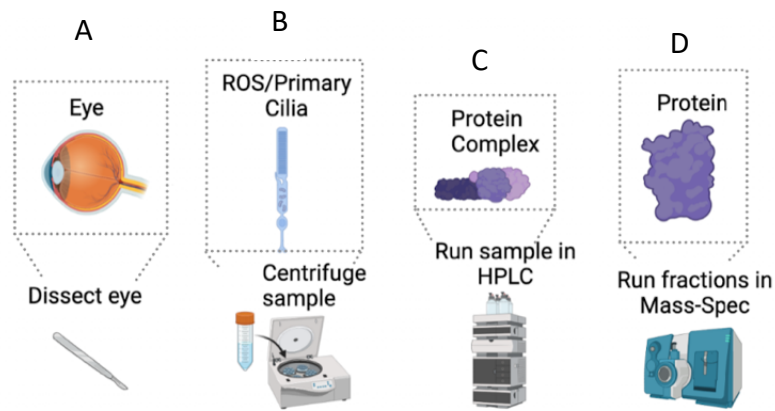 A
B
C
D
Eye
ROS/Primary
Cilia
Protein
Complex
Protein
Dissect eye
Centrifuge
sample
Run sample in
HPLC
Run fractions in
Mass-Spec